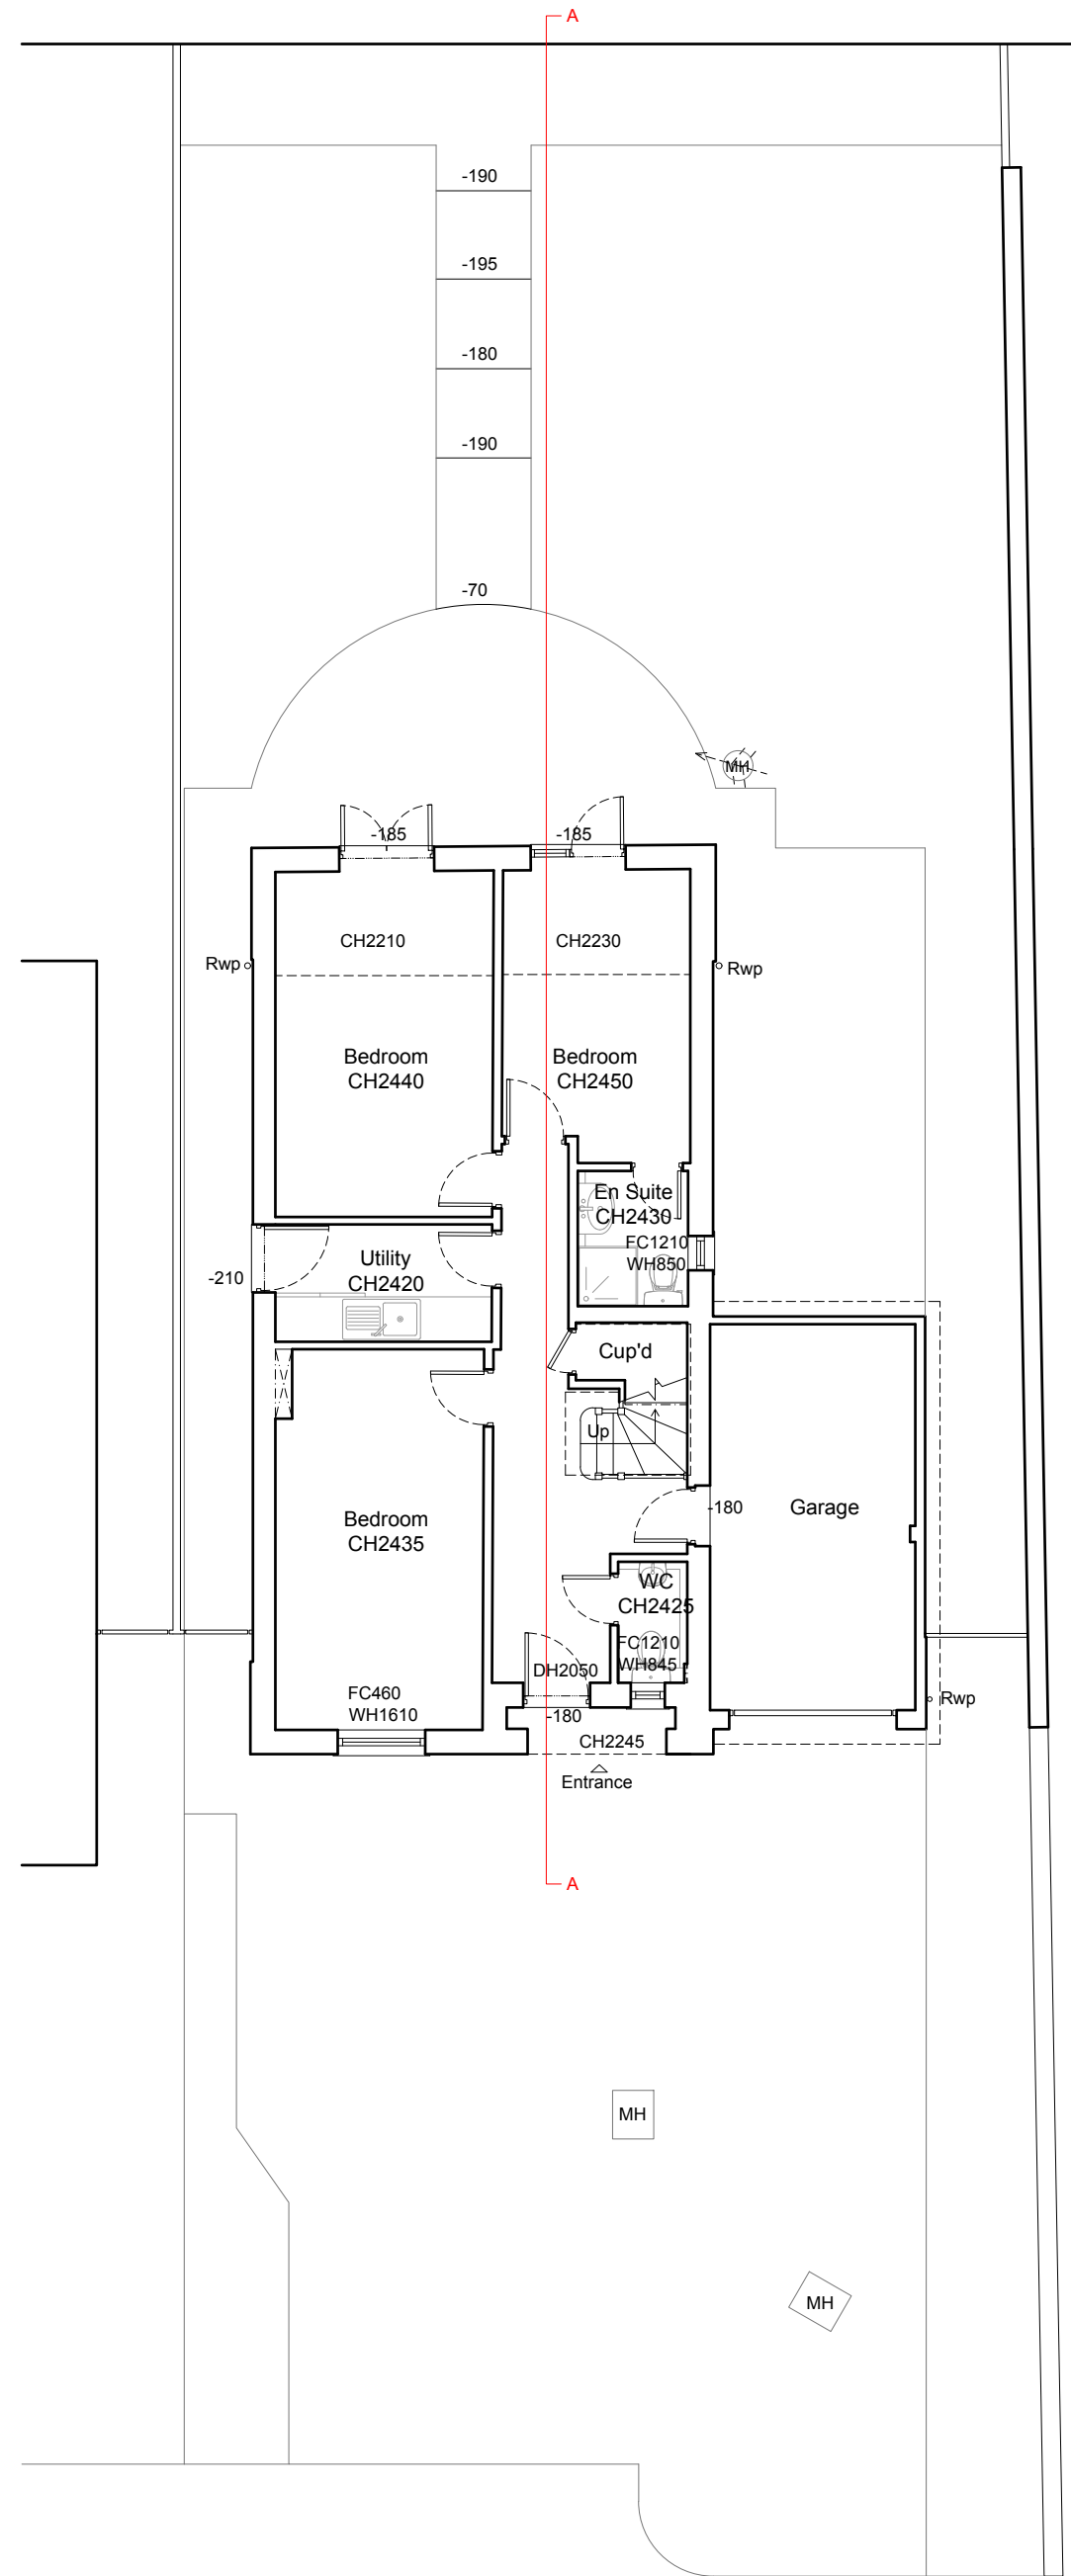 A
-190
-195
-180
-190
-70
MH
-185
-185
CH2210
CH2230
Rwp
Rwp
Bedroom
CH2440
Bedroom
CH2450
En Suite
CH2430
FC1210
WH850
Utility
CH2420
-210
Cup'd
Up
Bedroom
CH2435
-180
Garage
WC
CH2425
FC1210
WH845
DH2050
FC460
WH1610
-180
Rwp
CH2245
Entrance
A
MH
MH